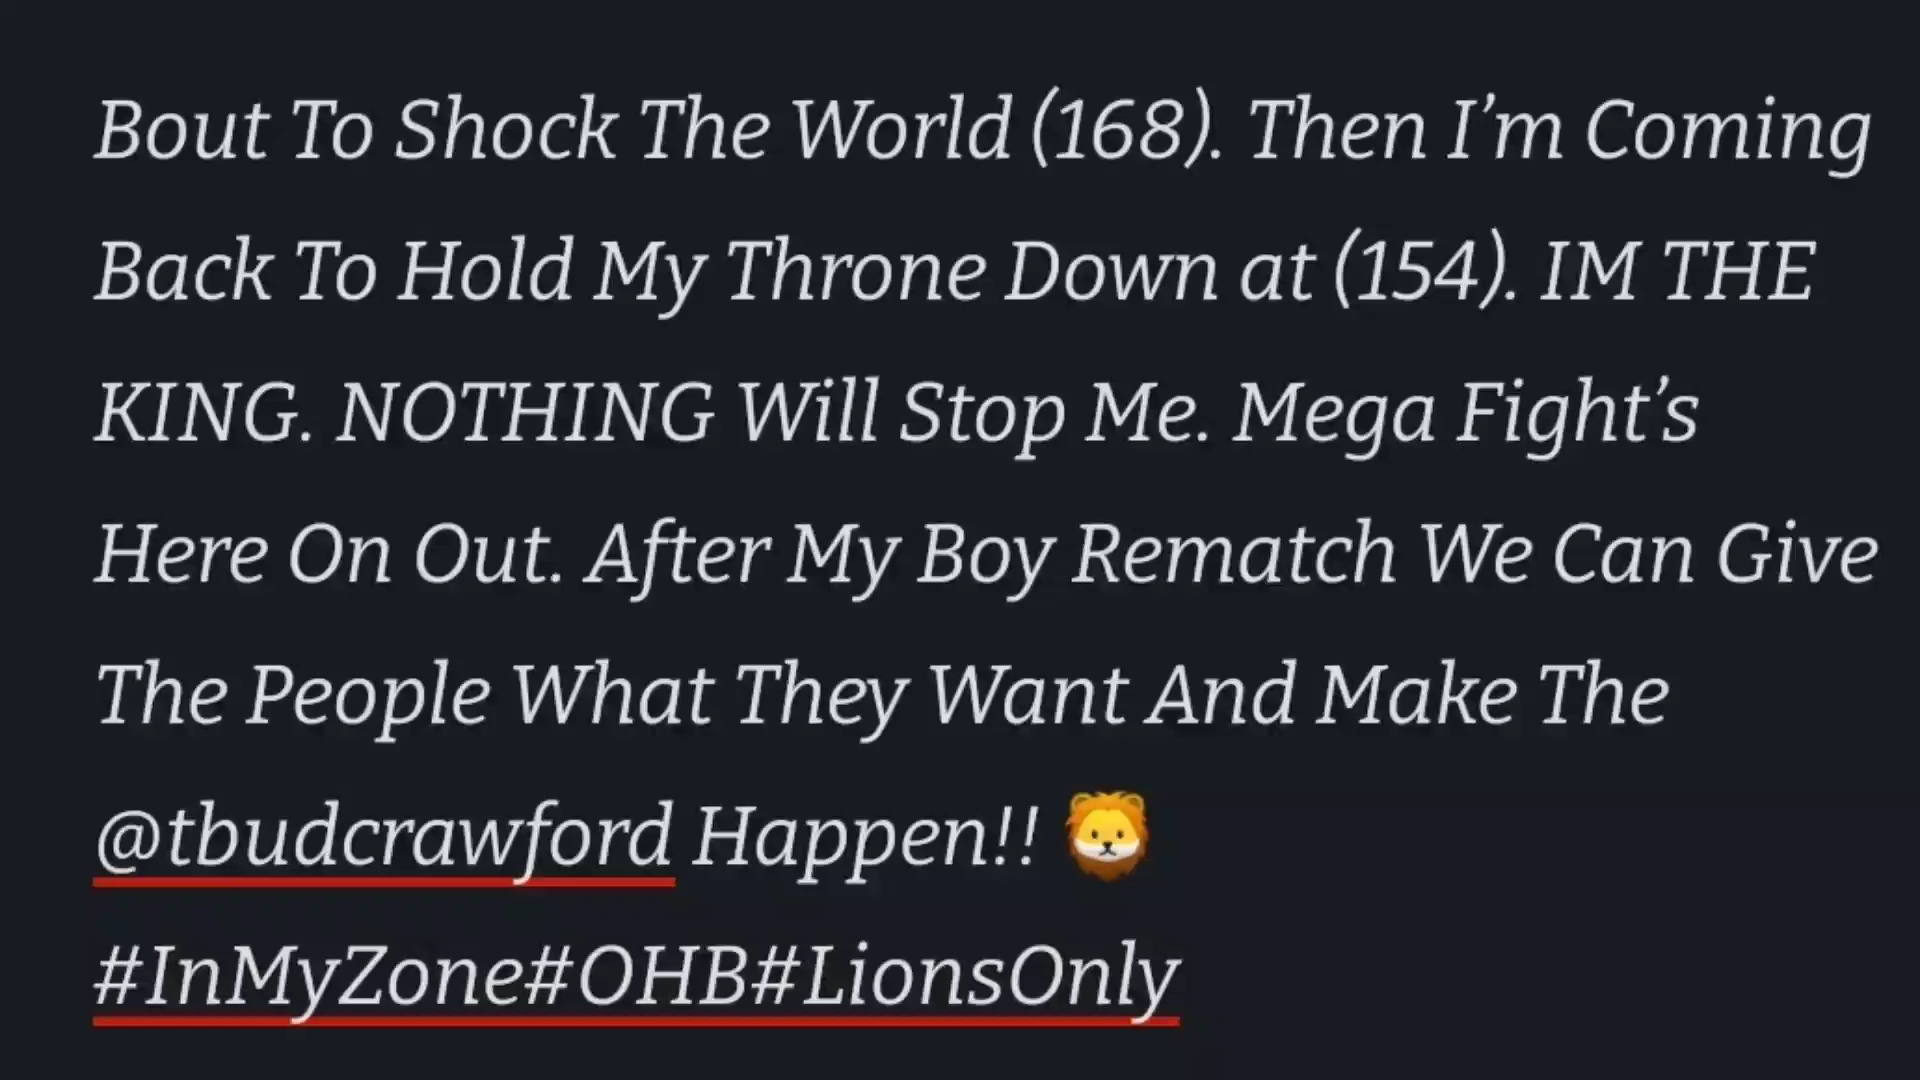 Bout To Shock The World (168). Then I’m Coming
Back To Hold My Throne Down at (154). IM THE
KING. NOTHING Will Stop Me. Mega Fight’s
Here On Out. After My Boy Rematch We Can Give
The People What They Want And Make The
@tbudcrawford Happen!! 🦁
#InMyZone#OHB#LionsOnly